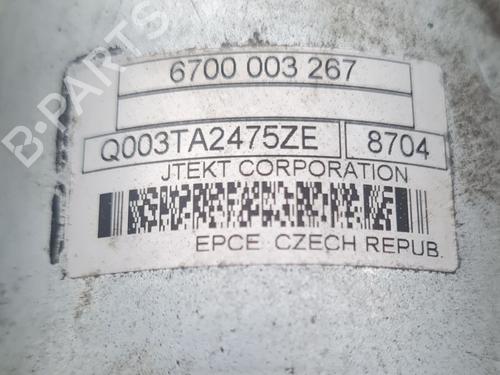 6700 003 267
Q003TA2475ZE 8704
JTEKT CORPORATION
EPCE CZECH REPUB.
B-PARTS